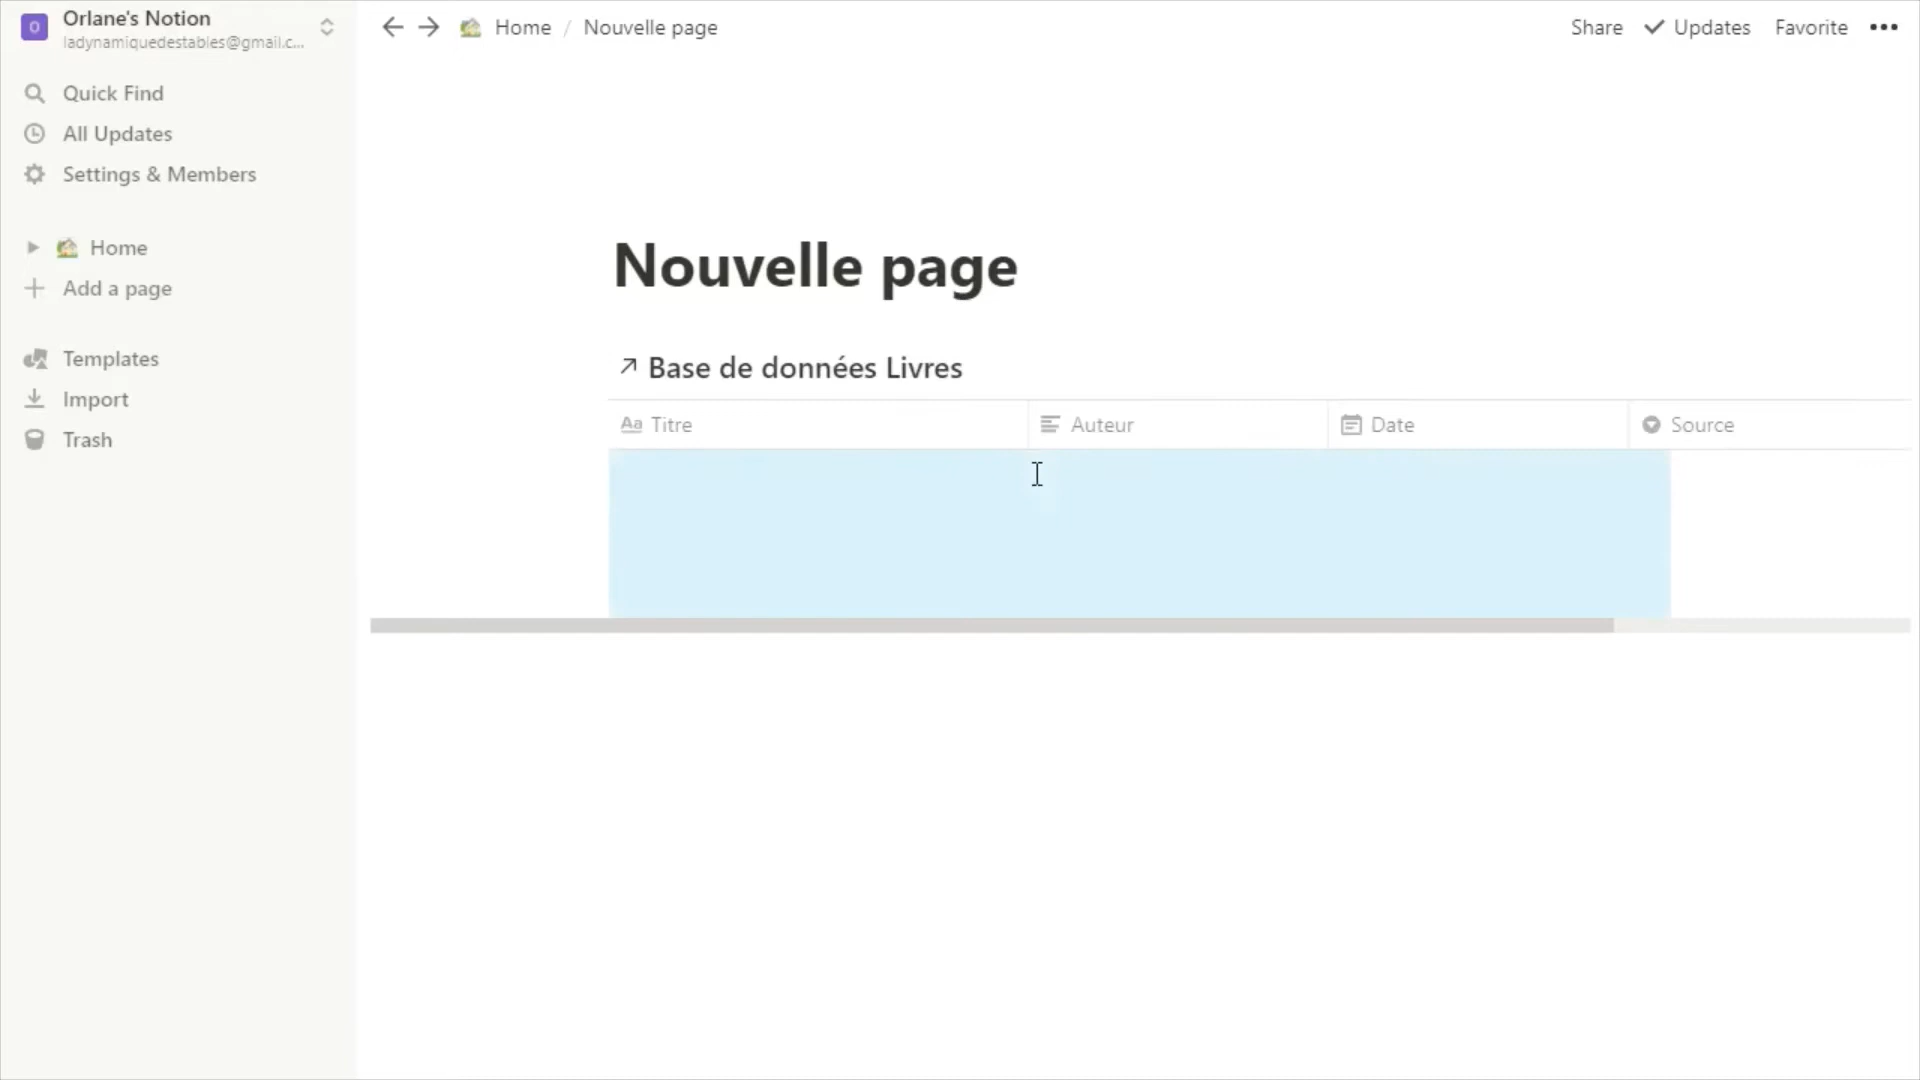 O
Orlane's Notion
ladynamiquedestables@gmail.c...
Quick Find
All Updates
Settings & Members
Home
Add a page
Templates
Import
Trash
Home / Nouvelle page
Share
Updates
Favorite
Nouvelle page
Base de données Livres
Aa Titre
Auteur
Date
Source